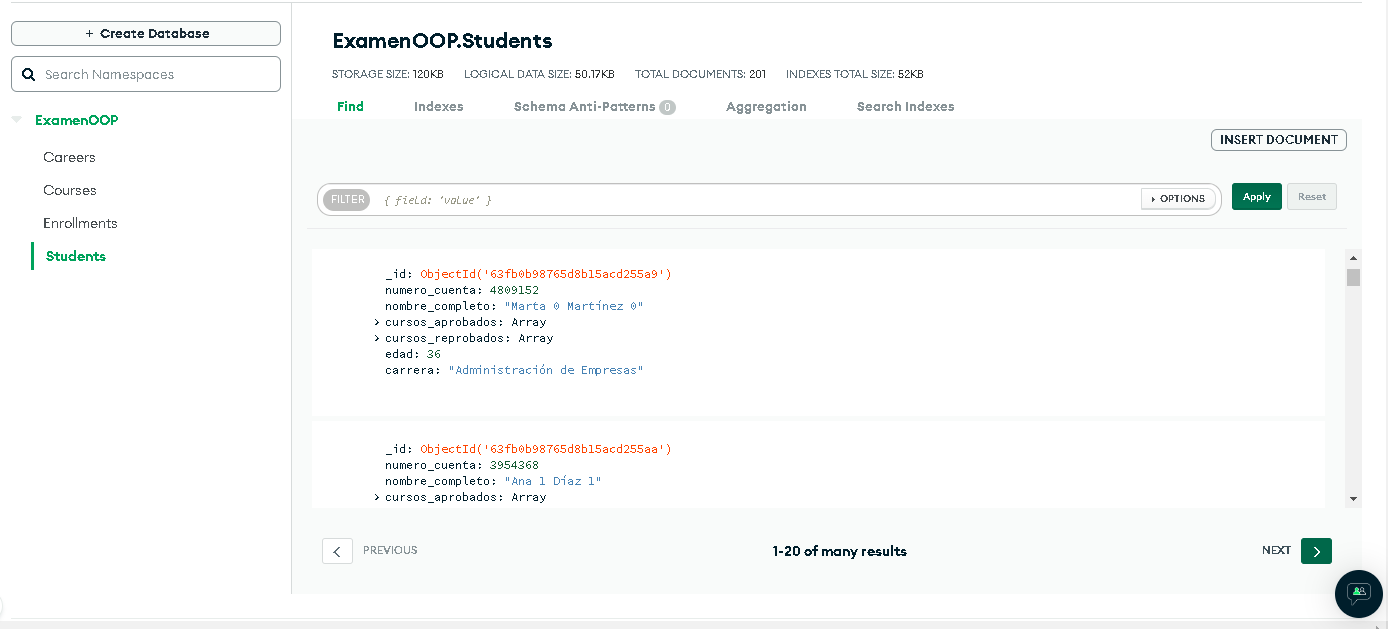 + Create Database
Search Namespaces
ExamenOOP
Careers
Courses
Enrollments
Students
ExamenOOP.Students
STORAGE SIZE: 120KB LOGICAL DATA SIZE: 50.17KB TOTAL DOCUMENTS: 201 INDEXES TOTAL SIZE: 52KB
Find Indexes Schema Anti-Patterns 0 Aggregation Search Indexes
INSERT DOCUMENT
FILTER { field: 'value' } OPTIONS Apply Reset
_id: ObjectId('63fb0b98765d8b15acd255a9')
numero_cuenta: 4809152
nombre_completo: "Marta 0 Martínez 0"
cursos_aprobados: Array
cursos_reprobados: Array
edad: 36
carrera: "Administración de Empresas"
_id: ObjectId('63fb0b98765d8b15acd255aa')
numero_cuenta: 3954368
nombre_completo: "Ana 1 Díaz 1"
cursos_aprobados: Array
PREVIOUS 1-20 of many results NEXT